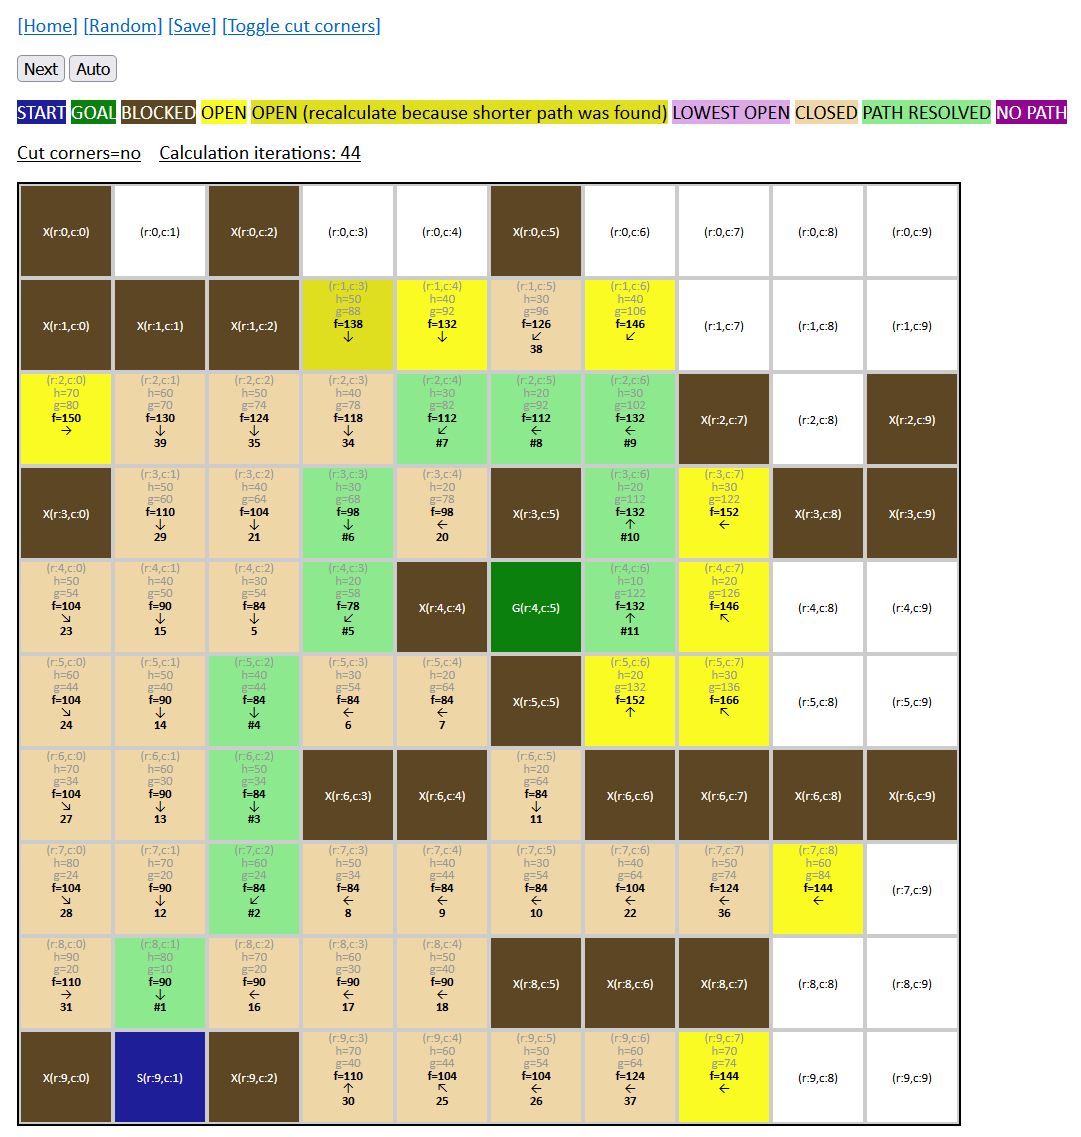 [Home] [Random] [Save] [Toggle cut corners]
Next Auto
START GOAL BLOCKED OPEN OPEN (recalculate because shorter path was found) LOWEST OPEN CLOSED PATH RESOLVED NO PATH
Cut corners=no Calculation iterations: 44
X(r:0,c:0) (r:0,c:1) X(r:0,c:2) (r:0,c:3) (r:0,c:4) X(r:0,c:5) (r:0,c:6) (r:0,c:7) (r:0,c:8) (r:0,c:9)
(r:1,c:3) (r:1,c:4) (r:1,c:5) (r:1,c:6)
h=50 h=40 h=30 h=40
g=88 g=92 g=96 g=106
X(r:1,c:0) X(r:1,c:1) X(r:1,c:2) f=138 f=132 f=126 f=146 (r:1,c:7) (r:1,c:8) (r:1,c:9)
↓ ↓ ↙ ↙
38
(r:2,c:0) (r:2,c:1) (r:2,c:2) (r:2,c:3) (r:2,c:4) (r:2,c:5) (r:2,c:6)
h=70 h=60 h=50 h=40 h=30 h=20 h=30
g=80 g=70 g=74 g=78 g=82 g=92 g=102
f=150 f=130 f=124 f=118 f=112 f=112 f=132 X(r:2,c:7) (r:2,c:8) X(r:2,c:9)
→ ↓ ↓ ↓ ↙ ← ←
39 35 34 #7 #8 #9
(r:3,c:1) (r:3,c:2) (r:3,c:3) (r:3,c:4) (r:3,c:6) (r:3,c:7)
h=50 h=40 h=30 h=20 h=20 h=30
g=60 g=64 g=68 g=78 g=112 g=122
X(r:3,c:0) f=110 f=104 f=98 f=98 X(r:3,c:5) f=132 f=152 X(r:3,c:8) X(r:3,c:9)
↓ ↓ ↓ ← ↑ ←
29 21 #6 20 #10
(r:4,c:0) (r:4,c:1) (r:4,c:2) (r:4,c:3) (r:4,c:6) (r:4,c:7)
h=50 h=40 h=30 h=20 h=10 h=20
g=54 g=50 g=54 g=58 g=122 g=126
f=104 f=90 f=84 f=78 X(r:4,c:4) G(r:4,c:5) f=132 f=146 (r:4,c:8) (r:4,c:9)
↘ ↓ ↓ ↙ ↑ ↖
23 15 5 #5 #11
(r:5,c:0) (r:5,c:1) (r:5,c:2) (r:5,c:3) (r:5,c:4) (r:5,c:6) (r:5,c:7)
h=60 h=50 h=40 h=30 h=20 h=20 h=30
g=44 g=40 g=44 g=54 g=64 g=132 g=136
f=104 f=90 f=84 f=84 f=84 X(r:5,c:5) f=152 f=166 (r:5,c:8) (r:5,c:9)
↘ ↓ ↓ ← ← ↑ ↖
24 14 #4 6 7
(r:6,c:0) (r:6,c:1) (r:6,c:2) (r:6,c:5)
h=70 h=60 h=50 h=20
g=34 g=30 g=34 g=64
f=104 f=90 f=84 X(r:6,c:3) X(r:6,c:4) f=84 X(r:6,c:6) X(r:6,c:7) X(r:6,c:8) X(r:6,c:9)
↘ ↓ ↓ ↓
27 13 #3 11
(r:7,c:0) (r:7,c:1) (r:7,c:2) (r:7,c:3) (r:7,c:4) (r:7,c:5) (r:7,c:6) (r:7,c:7) (r:7,c:8)
h=80 h=70 h=60 h=50 h=40 h=30 h=40 h=50 h=60
g=24 g=20 g=24 g=34 g=44 g=54 g=64 g=74 g=84
f=104 f=90 f=84 f=84 f=84 f=84 f=104 f=124 f=144 (r:7,c:9)
↘ ↓ ↙ ← ← ← ← ← ←
28 12 #2 8 9 10 22 36
(r:8,c:0) (r:8,c:1) (r:8,c:2) (r:8,c:3) (r:8,c:4)
h=90 h=80 h=70 h=60 h=50
g=20 g=10 g=20 g=30 g=40
f=110 f=90 f=90 f=90 f=90 X(r:8,c:5) X(r:8,c:6) X(r:8,c:7) (r:8,c:8) (r:8,c:9)
→ ↓ ← ← ←
31 #1 16 17 18
(r:9,c:3) (r:9,c:4) (r:9,c:5) (r:9,c:6) (r:9,c:7)
h=70 h=60 h=50 h=60 h=70
g=40 g=44 g=54 g=64 g=74
X(r:9,c:0) S(r:9,c:1) X(r:9,c:2) f=110 f=104 f=104 f=124 f=144 (r:9,c:8) (r:9,c:9)
↑ ↖ ← ← ←
30 25 26 37